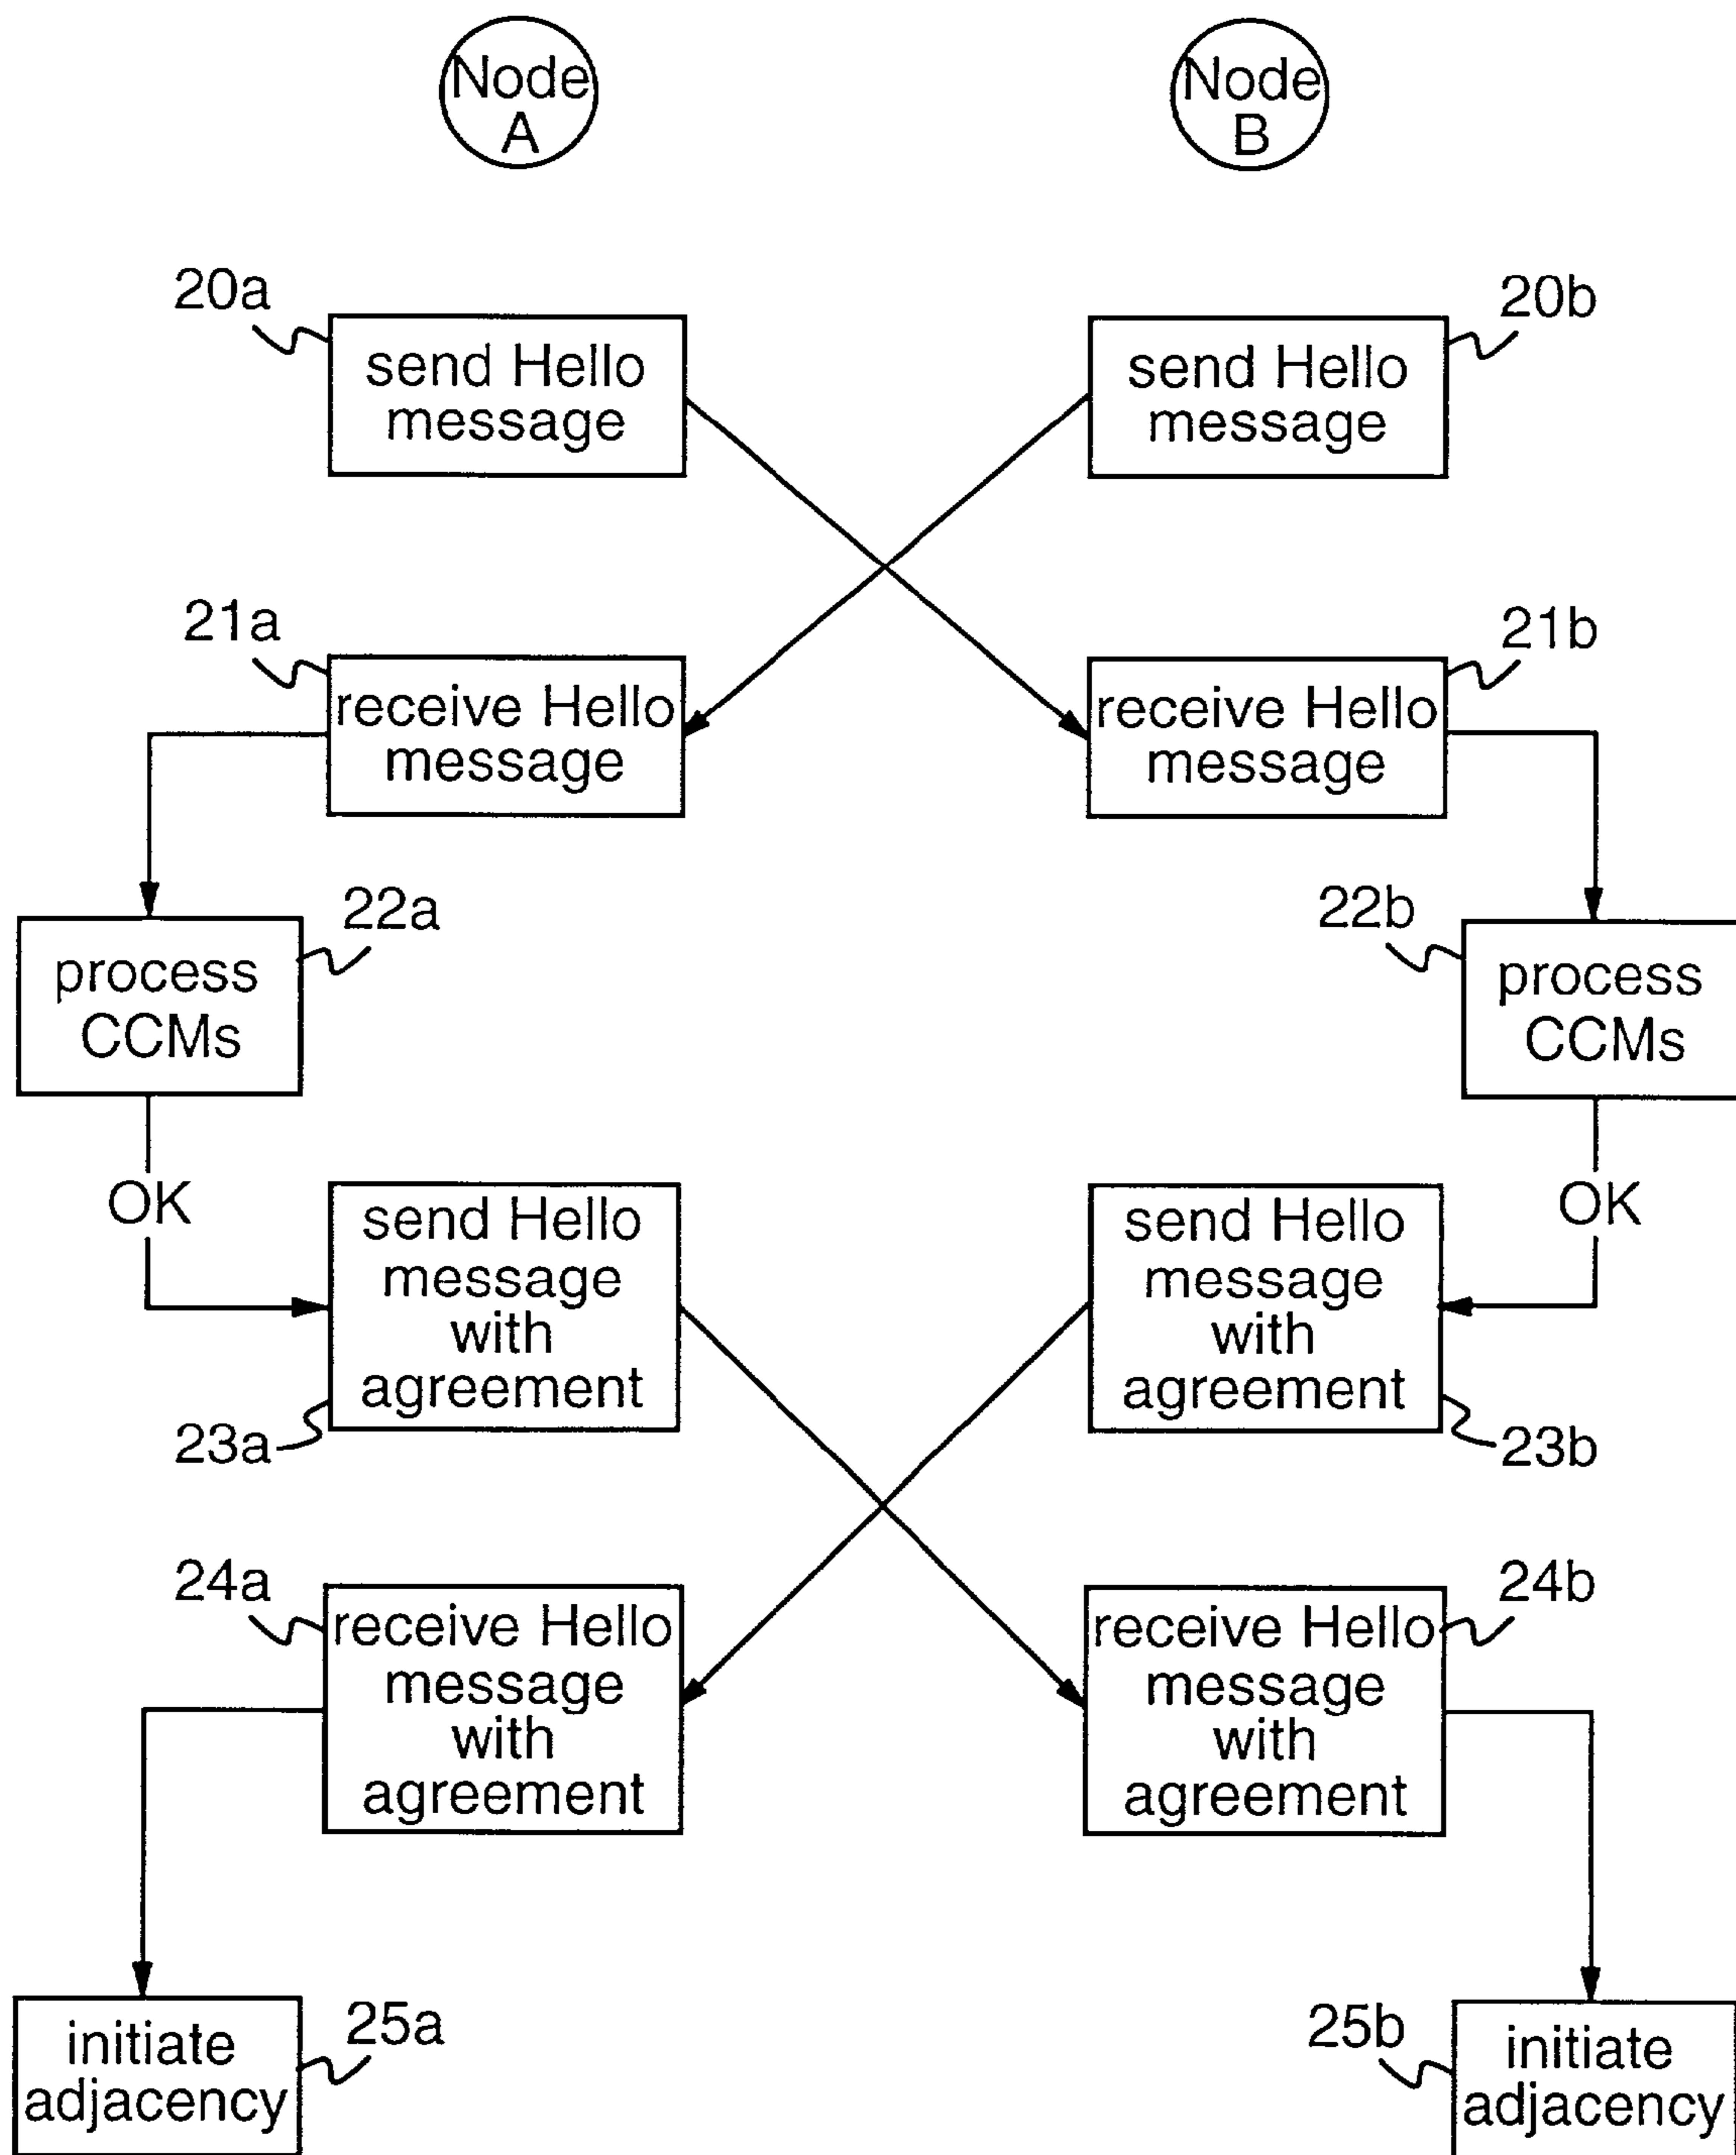 Node
A
Node
B
20a
20b
send Hello
message
send Hello
message
21a
21b
receive Hello
message
receive Hello
message
22a
22b
process
CCMs
process
CCMs
OK
OK
send Hello
message
with
agreement
send Hello
message
with
agreement
23a
23b
24a
24b
receive Hello
message
with
agreement
receive Hello
message
with
agreement
25a
25b
initiate
adjacency
initiate
adjacency